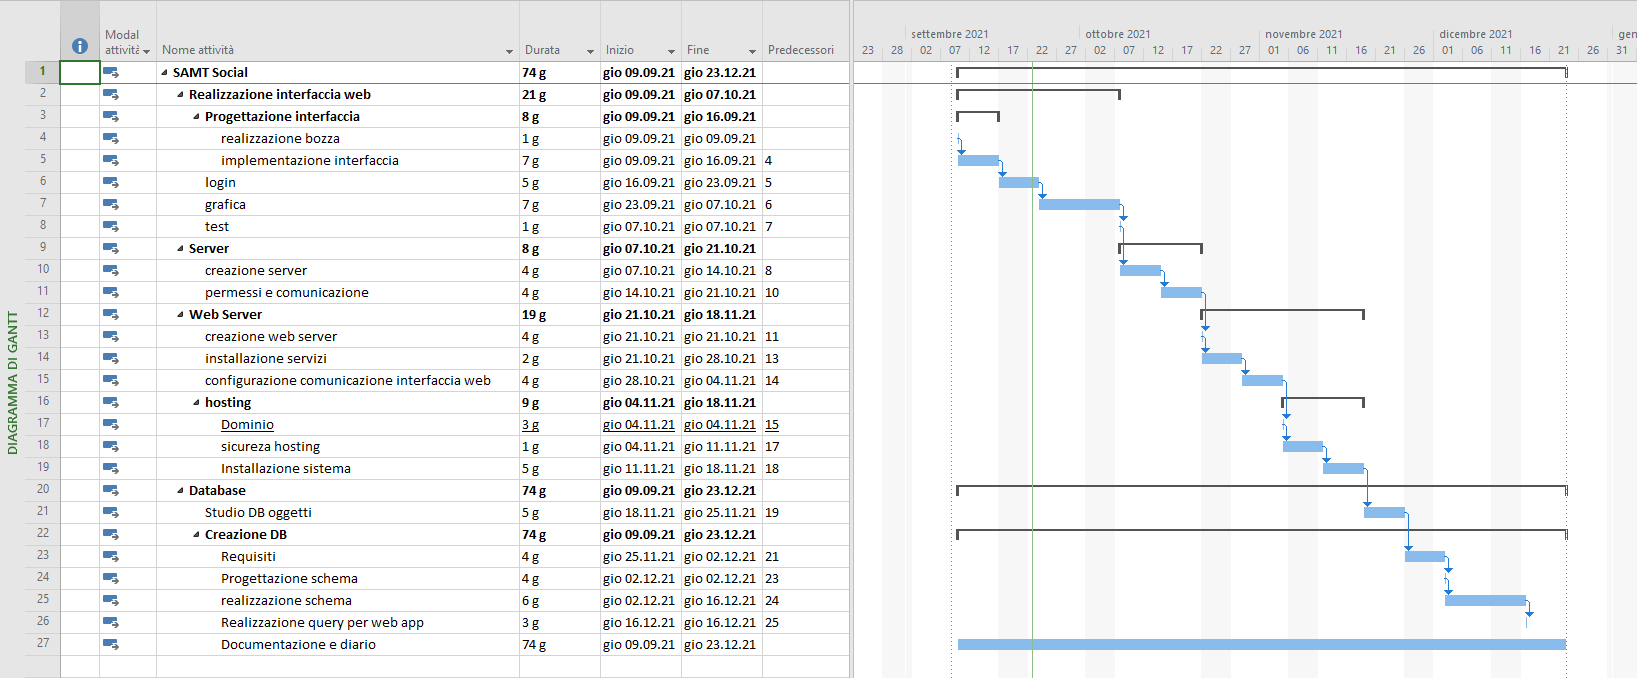 DIAGRAMMA DI GANTT
Modal attività Nome attività Durata Inizio Fine Predecessori
settembre 2021 ottobre 2021 novembre 2021 dicembre 2021 gen
23 28 02 07 12 17 22 27 02 07 12 17 22 27 01 06 11 16 21 01 06 11 16 21 26 31
1 SAMT Social 74 g gio 09.09.21 gio 23.12.21
2 Realizzazione interfaccia web 21 g gio 09.09.21 gio 07.10.21
3 Progettazione interfaccia 8 g gio 09.09.21 gio 16.09.21
4 realizzazione bozza 1 g gio 09.09.21 gio 09.09.21
5 implementazione interfaccia 7 g gio 09.09.21 gio 16.09.21 4
6 login 5 g gio 16.09.21 gio 23.09.21 5
7 grafica 7 g gio 23.09.21 gio 07.10.21 6
8 test 1 g gio 07.10.21 gio 07.10.21 7
9 Server 8 g gio 07.10.21 gio 21.10.21
10 creazione server 4 g gio 07.10.21 gio 14.10.21 8
11 permessi e comunicazione 4 g gio 14.10.21 gio 21.10.21 10
12 Web Server 19 g gio 21.10.21 gio 18.11.21
13 creazione web server 4 g gio 21.10.21 gio 21.10.21 11
14 installazione servizi 2 g gio 21.10.21 gio 28.10.21 13
15 configurazione comunicazione interfaccia web 4 g gio 28.10.21 gio 04.11.21 14
16 hosting 9 g gio 04.11.21 gio 18.11.21
17 Dominio 3 g gio 04.11.21 gio 04.11.21 15
18 sicureza hosting 1 g gio 04.11.21 gio 11.11.21 17
19 Installazione sistema 5 g gio 11.11.21 gio 18.11.21 18
20 Database 74 g gio 09.09.21 gio 23.12.21
21 Studio DB oggetti 5 g gio 18.11.21 gio 25.11.21 19
22 Creazione DB 74 g gio 09.09.21 gio 23.12.21
23 Requisiti 4 g gio 25.11.21 gio 02.12.21 21
24 Progettazione schema 4 g gio 02.12.21 gio 02.12.21 23
25 realizzazione schema 6 g gio 02.12.21 gio 16.12.21 24
26 Realizzazione query per web app 3 g gio 16.12.21 gio 16.12.21 25
27 Documentazione e diario 74 g gio 09.09.21 gio 23.12.21